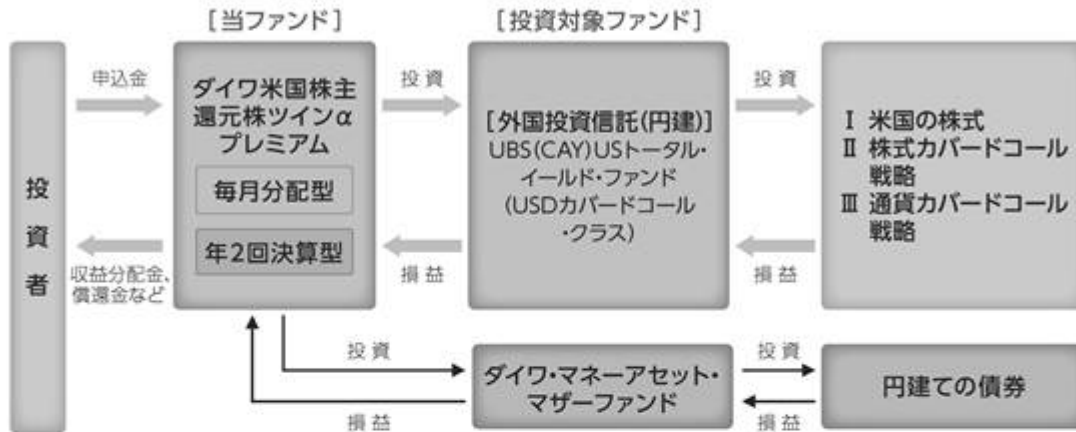 [当ファンド]
[投資対象ファンド]
投資者
申込金
収益分配金、
償還金など
ダイワ米国株主
還元株ツインα
プレミアム
毎月分配型
年2回決算型
投資
損益
[外国投資信託(円建)]
UBS(CAY)USトータル・
イールド・ファンド
(USDカバードコール
・クラス)
投資
損益
Ⅰ 米国の株式
Ⅱ 株式カバードコール
戦略
Ⅲ 通貨カバードコール
戦略
投資
損益
ダイワ・マネーアセット・
マザーファンド
投資
損益
円建ての債券